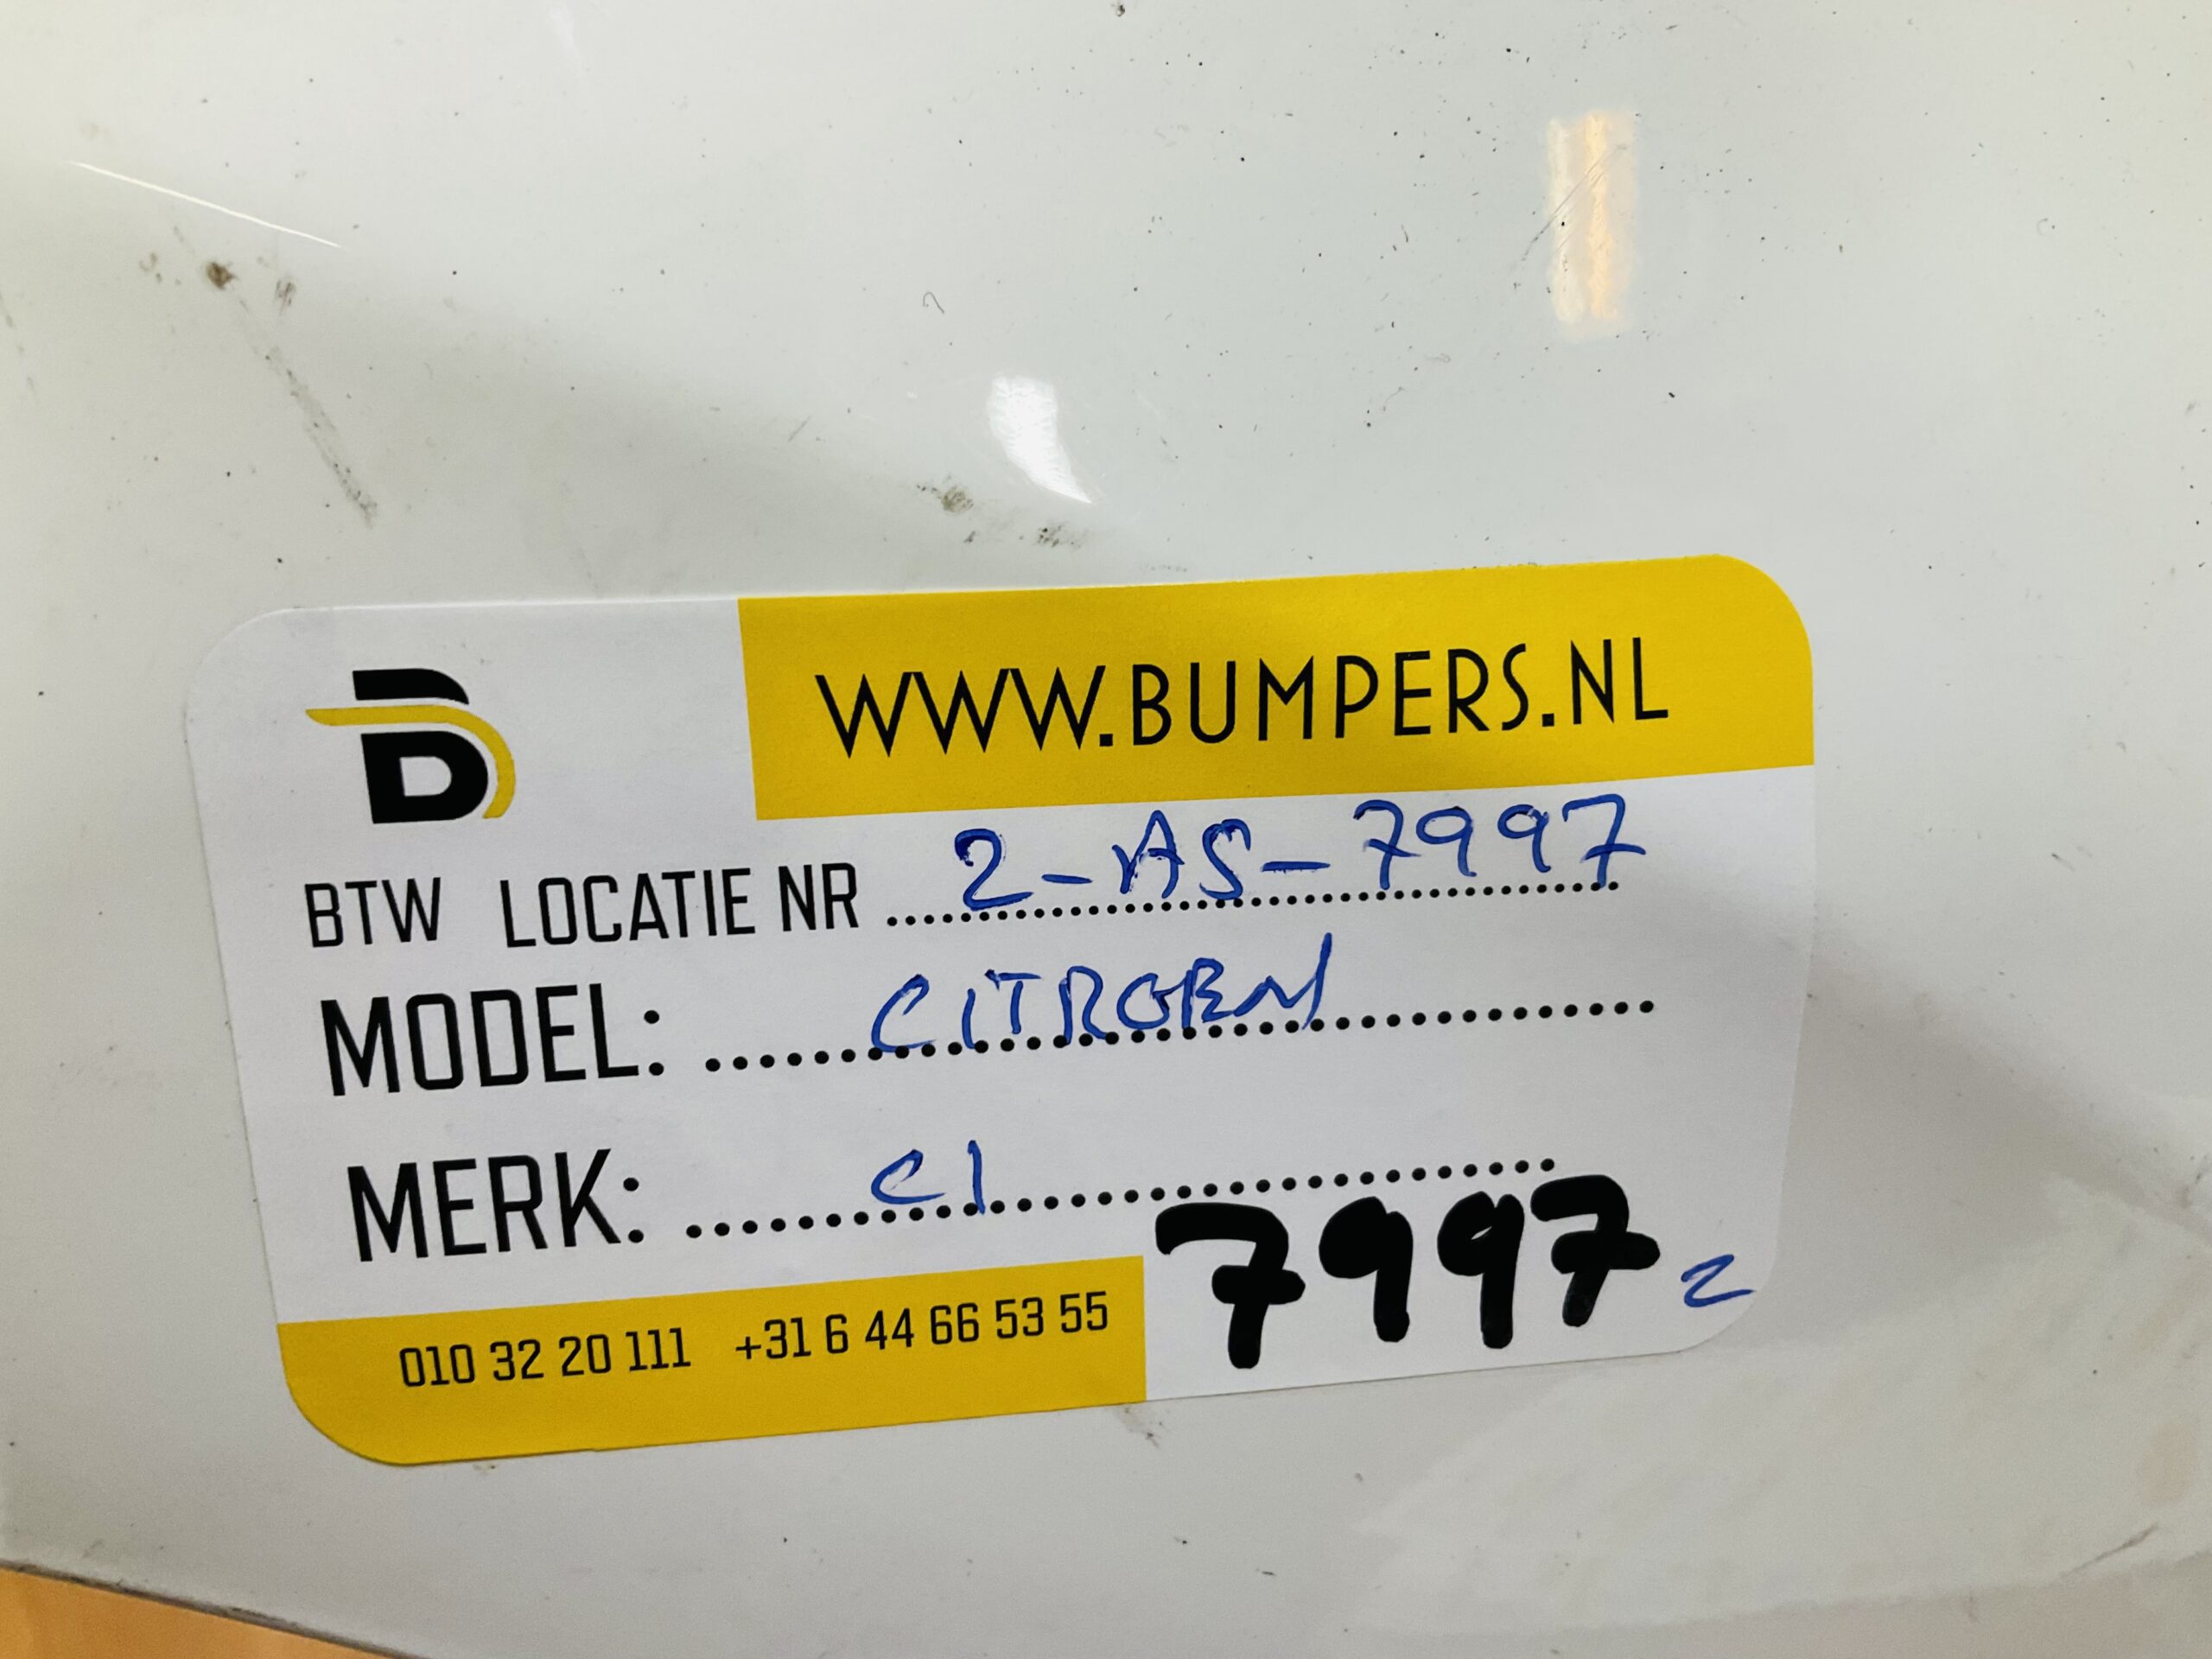 WWW.BUMPERS.NL
BTW LOCATIE NR 2-AS-7997
MODEL: CITROEN
MERK: C1
7997 2
010 32 20 111 +31 6 44 66 53 55